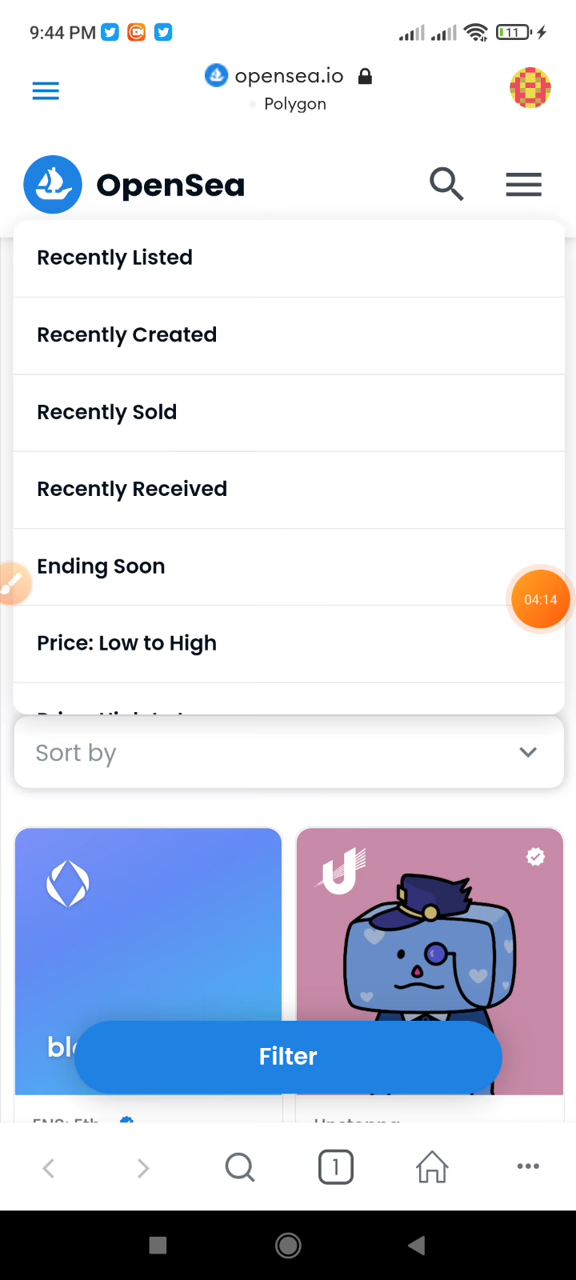 9:44 PM
11
opensea.io
Polygon
OpenSea
Recently Listed
Recently Created
Recently Sold
Recently Received
Ending Soon
04:14
Price: Low to High
Sort by
Filter
1